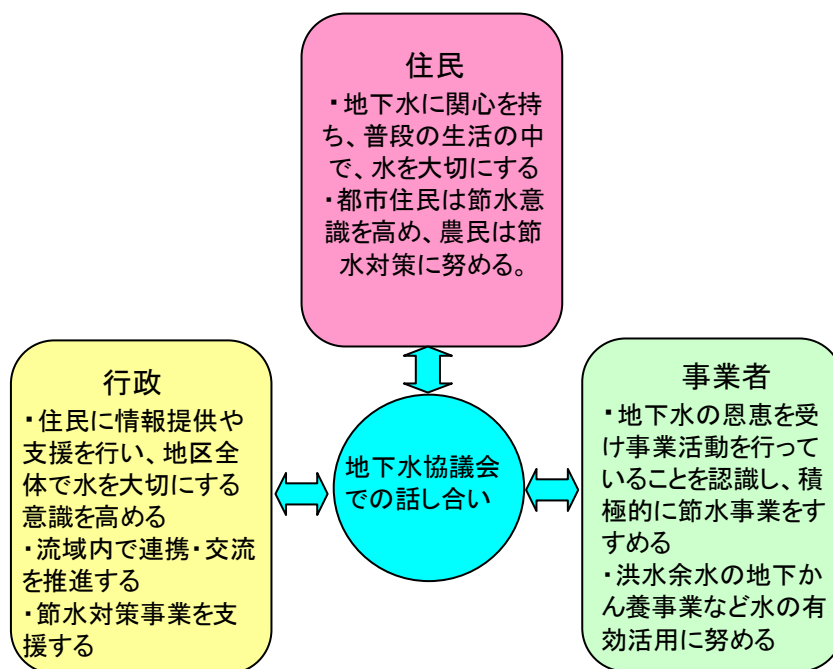 住民
・地下水に関心を持
ち、普段の生活の中
で、水を大切にする
・都市住民は節水意
識を高め、農民は節
水対策に努める。
行政
・住民に情報提供や
支援を行い、地区全
体で水を大切にする
意識を高める
・流域内で連携・交流
を推進する
・節水対策事業を支
援する
地下水協議会
での話し合い
事業者
・地下水の恩恵を受
け事業活動を行って
いることを認識し、積
極的に節水事業をす
すめる
・洪水余水の地下か
ん養事業など水の有
効活用に努める